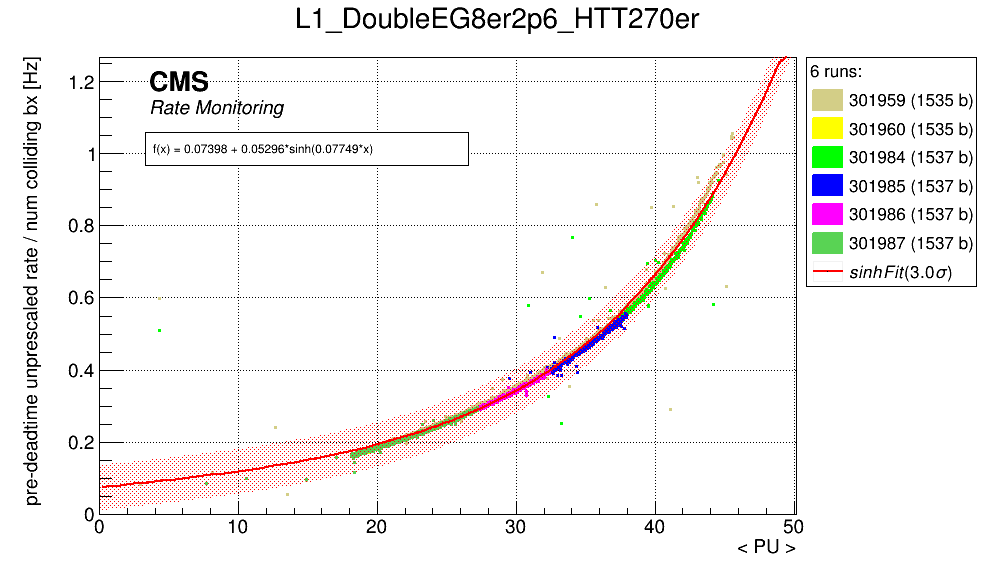 L1_DoubleEG8er2p6_HTT270er
pre-deadtime unprescaled rate / num colliding bx [Hz]
CMS
Rate Monitoring
f(x) = 0.07398 + 0.05296*sinh(0.07749*x)
1.2
1
0.8
0.6
0.4
0.2
0
0 10 20 30 40 50
< PU >
6 runs:
301959 (1535 b)
301960 (1535 b)
301984 (1537 b)
301985 (1537 b)
301986 (1537 b)
301987 (1537 b)
sinhFit(3.0σ)